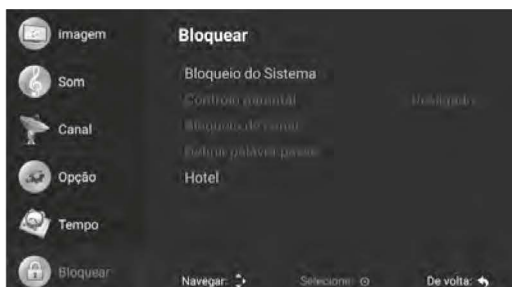 Imagem
Som
Canal
Opção
Tempo
Bloquear
Bloquear
Bloqueio do Sistema
Controlo parental
Bloqueio de canal
Definir palavra passe
Hotel
Navegar:
Selecione:
De volta: